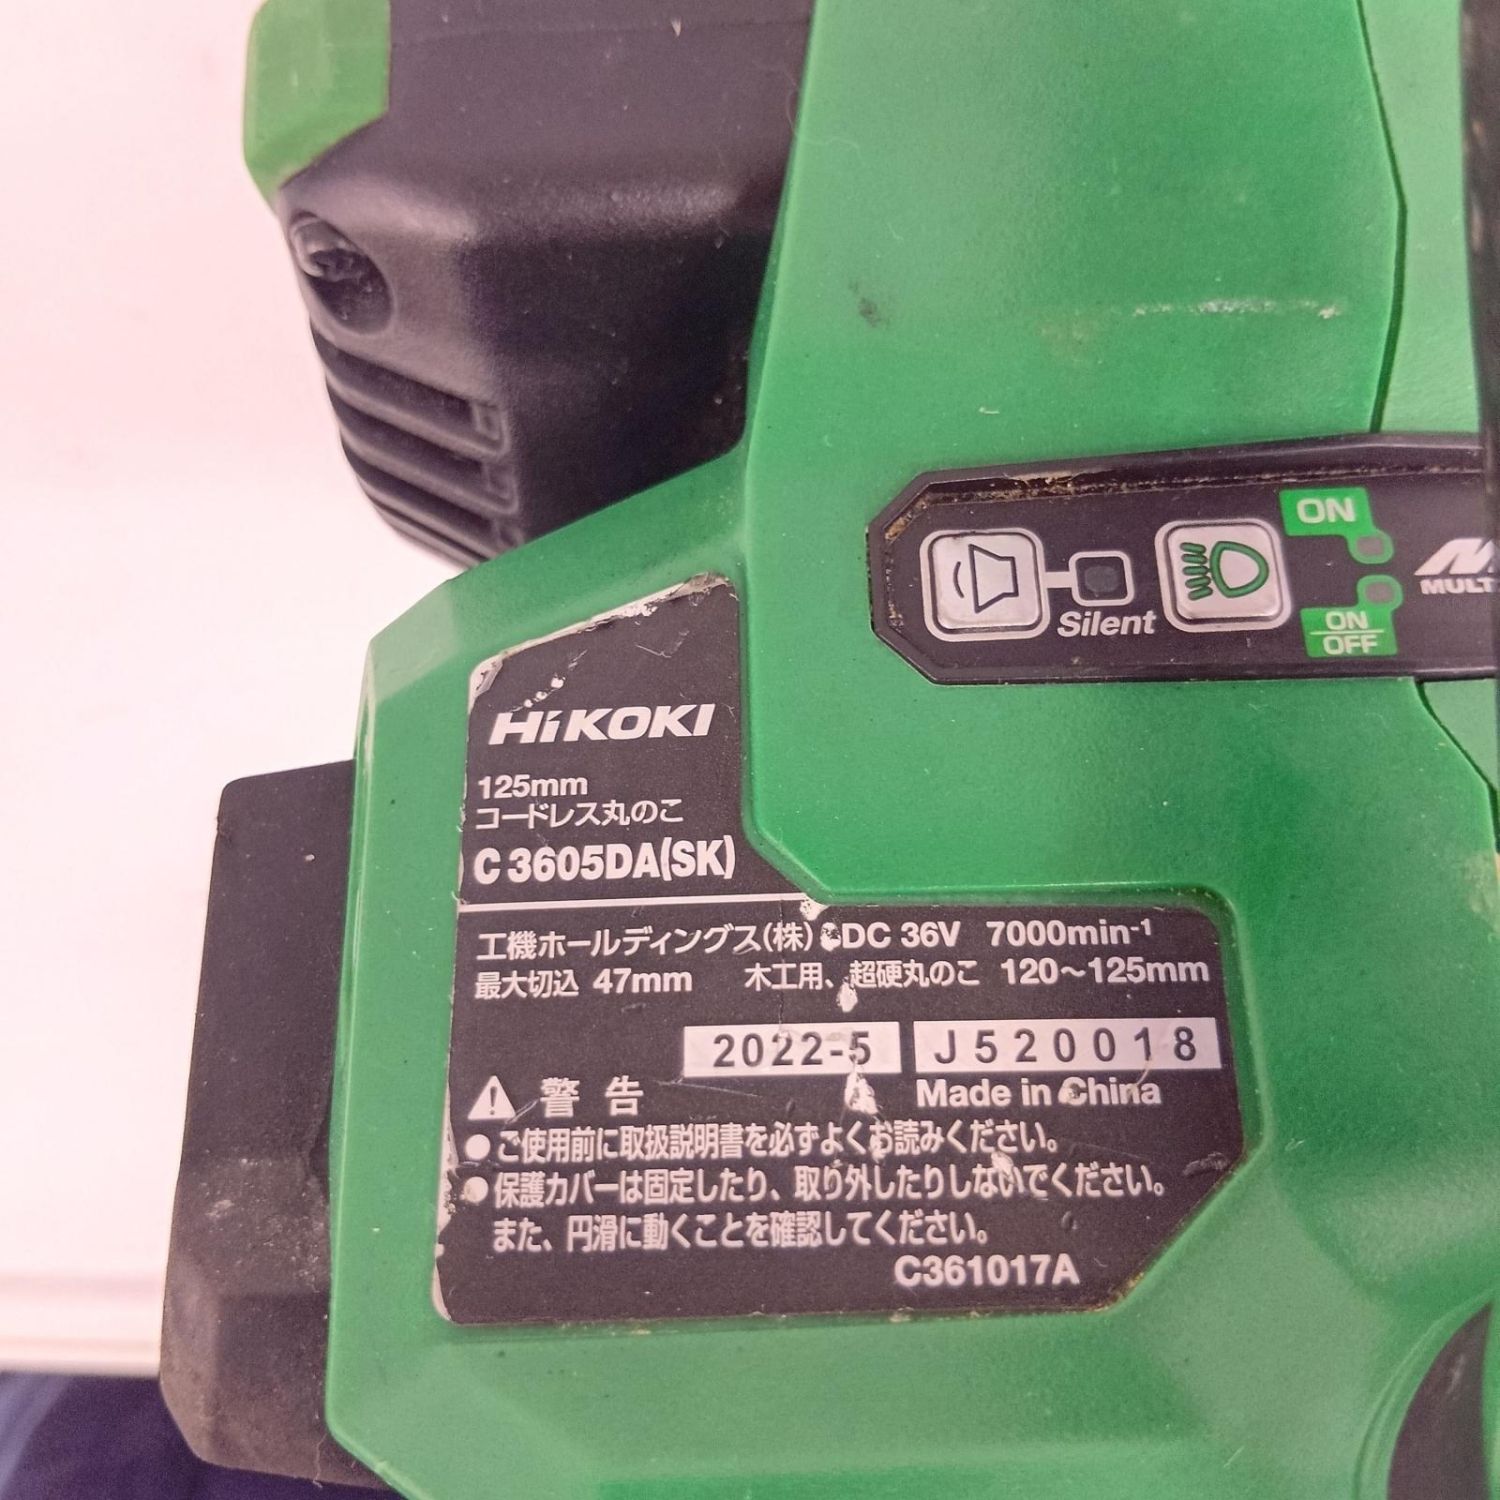 ON
Silent
ON
OFF
HiKOKI
125mm
コードレス丸のこ
C 3605DA(SK)
工機ホールディングス(株) DC 36V 7000min⁻¹
最大切込 47mm 木工用、超硬丸のこ 120～125mm
2022-5 J520018
警告 Made in China
●ご使用前に取扱説明書を必ずよくお読みください。
●保護カバーは固定したり、取り外したりしないでください。
また、円滑に動くことを確認してください。
C361017A